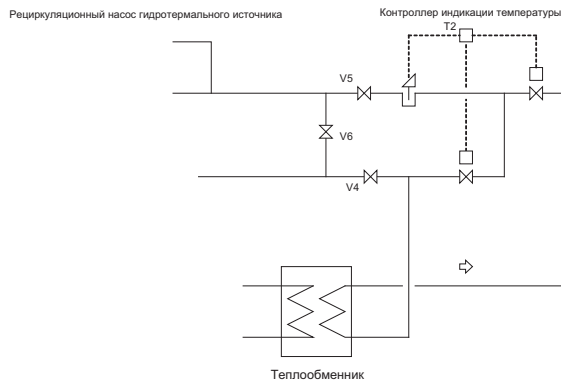 Рециркуляционный насос гидротермального источника
Контроллер индикации температуры
T2
V5
V6
V4
Теплообменник